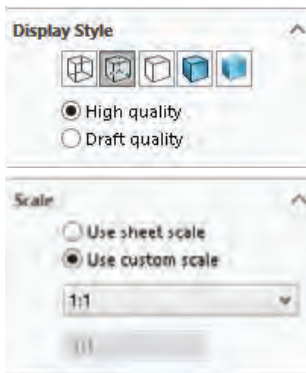 Display Style
High quality
Draft quality
Scale
Use sheet scale
Use custom scale
1:1